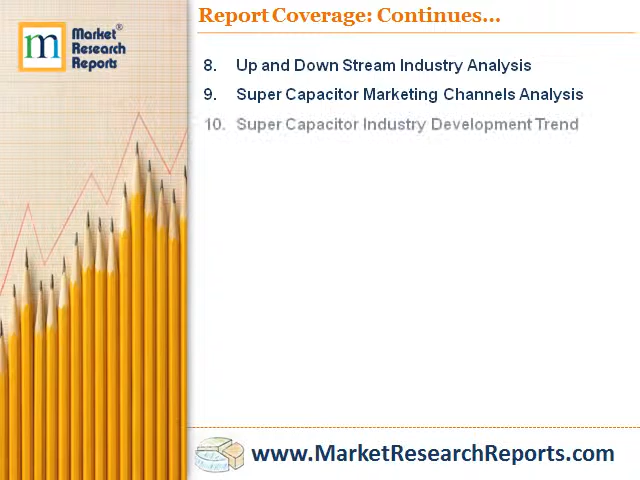 Report Coverage: Continues...
m
Market®
Research
Reports
8. Up and Down Stream Industry Analysis
9. Super Capacitor Marketing Channels Analysis
10. Super Capacitor Industry Development Trend
www.MarketResearchReports.com